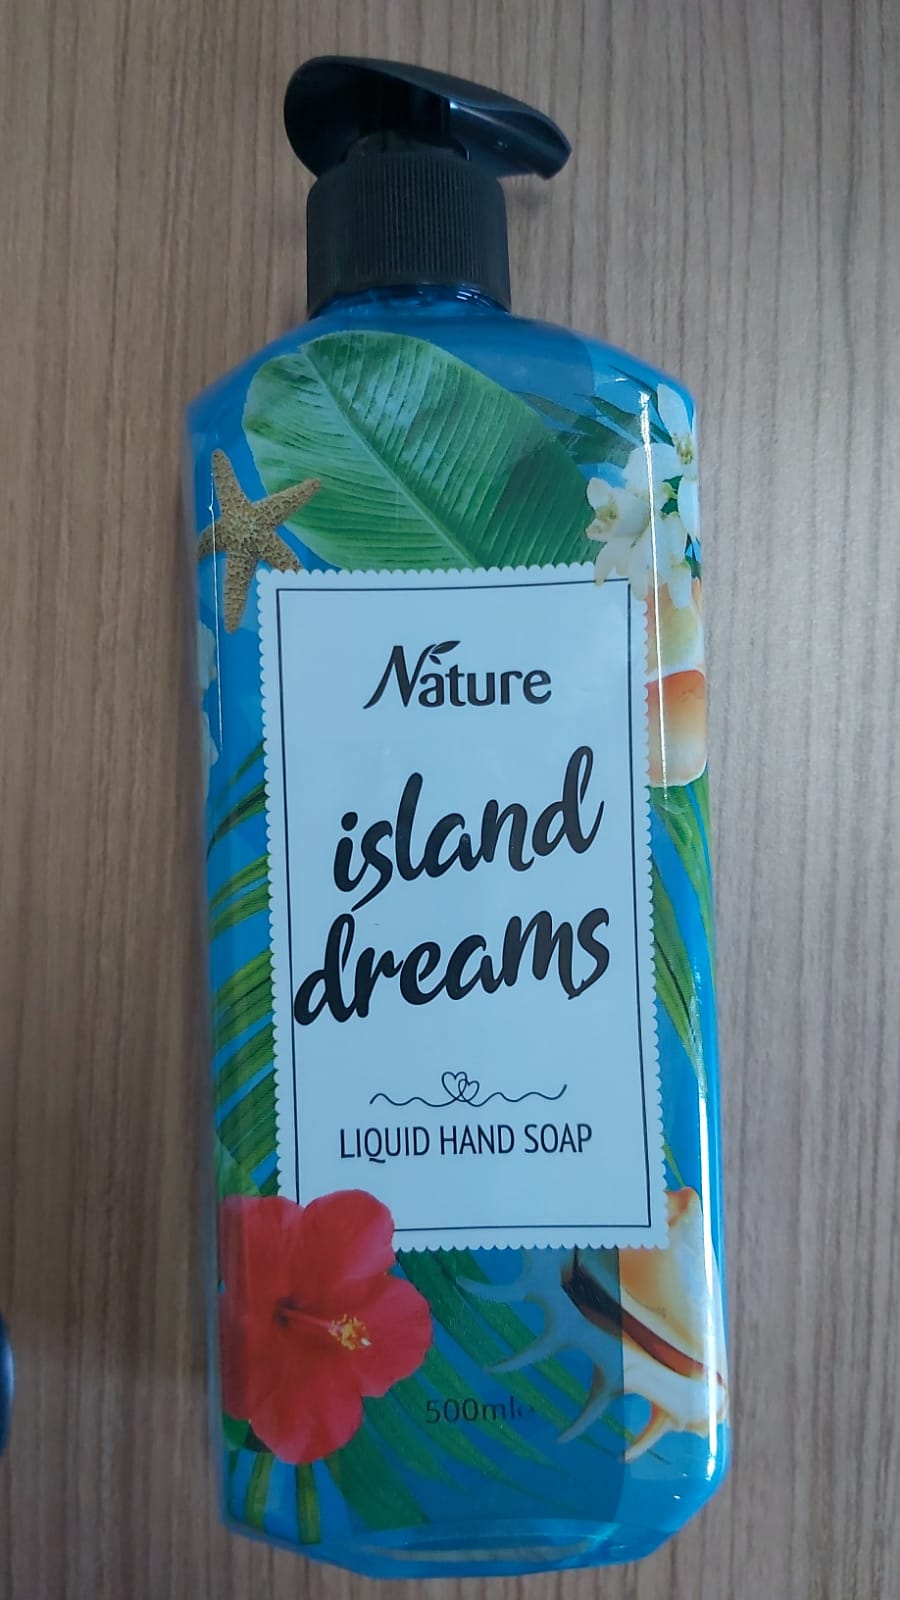 Nature
island
dreams
LIQUID HAND SOAP
500ml℮